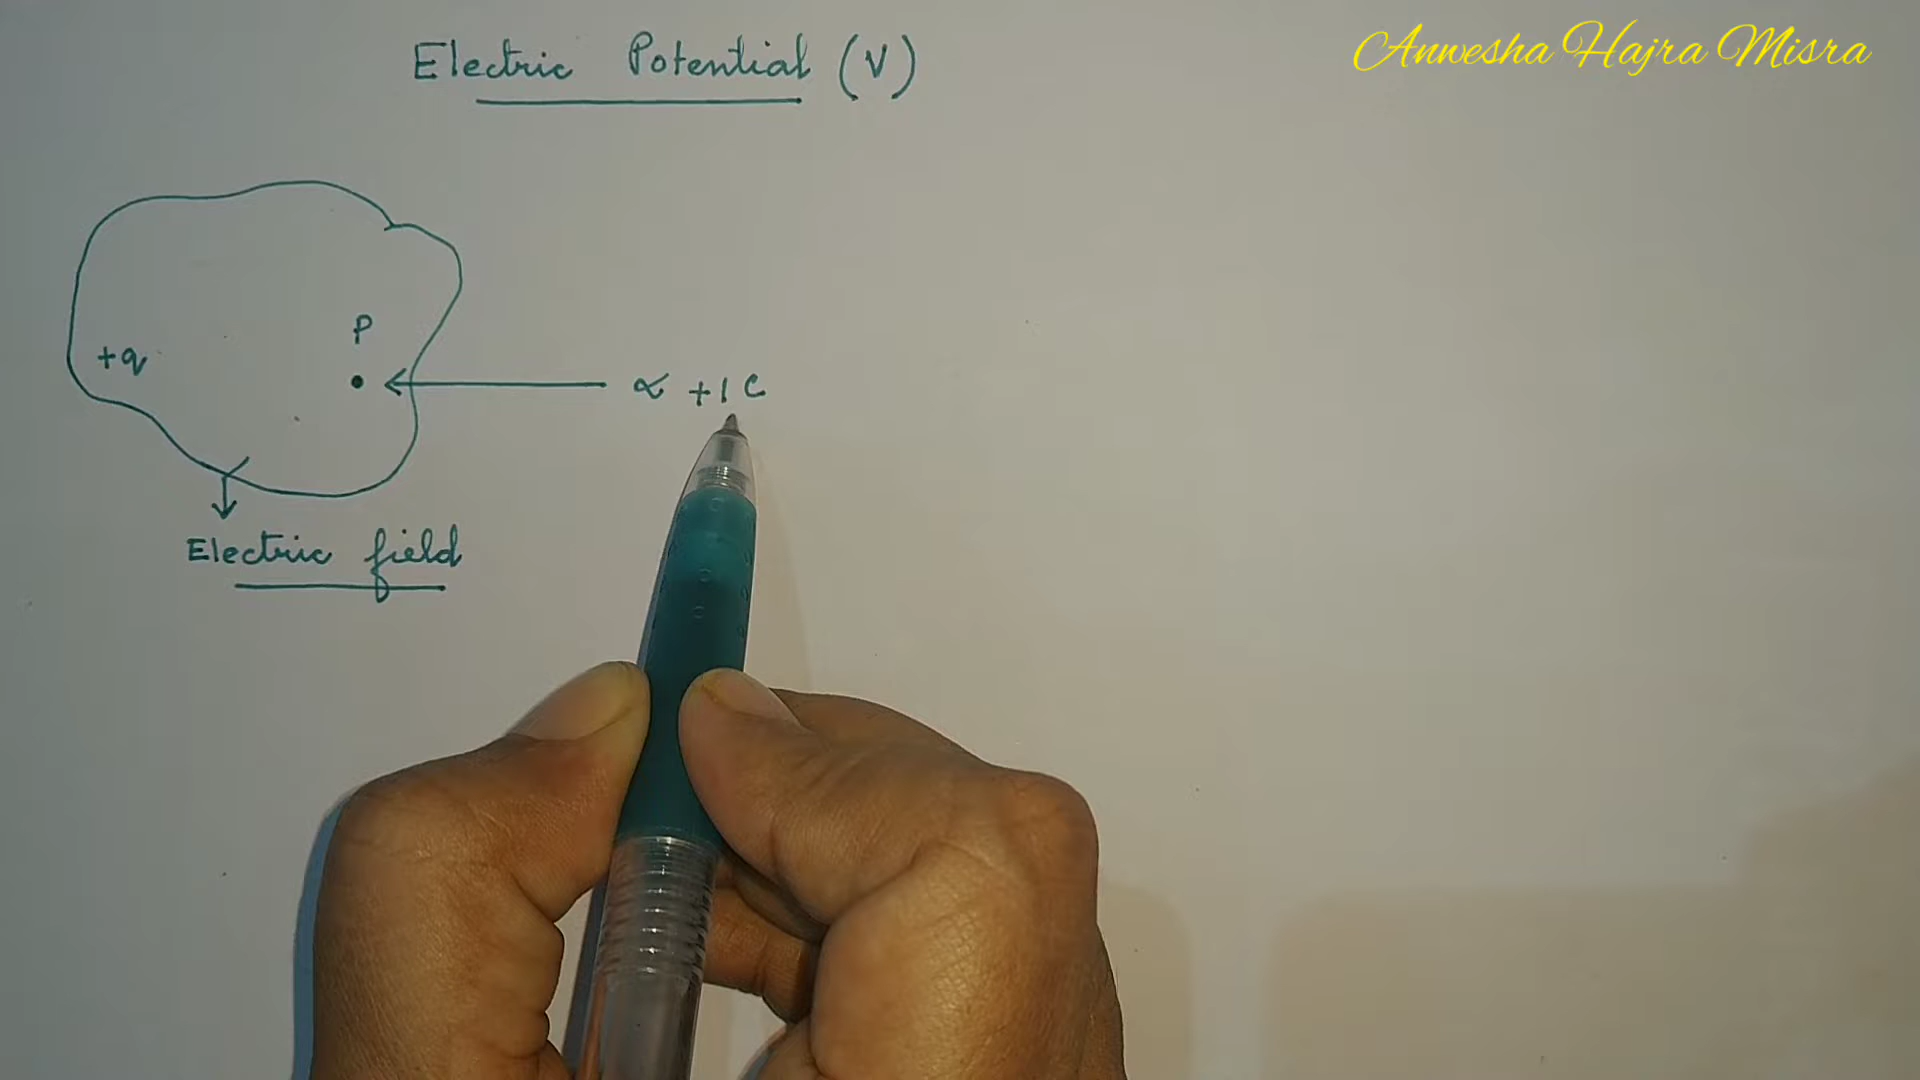 Electric Potential (V)
Anwesha Hajra Misra
P
+q
∝ +1 C
Electric field